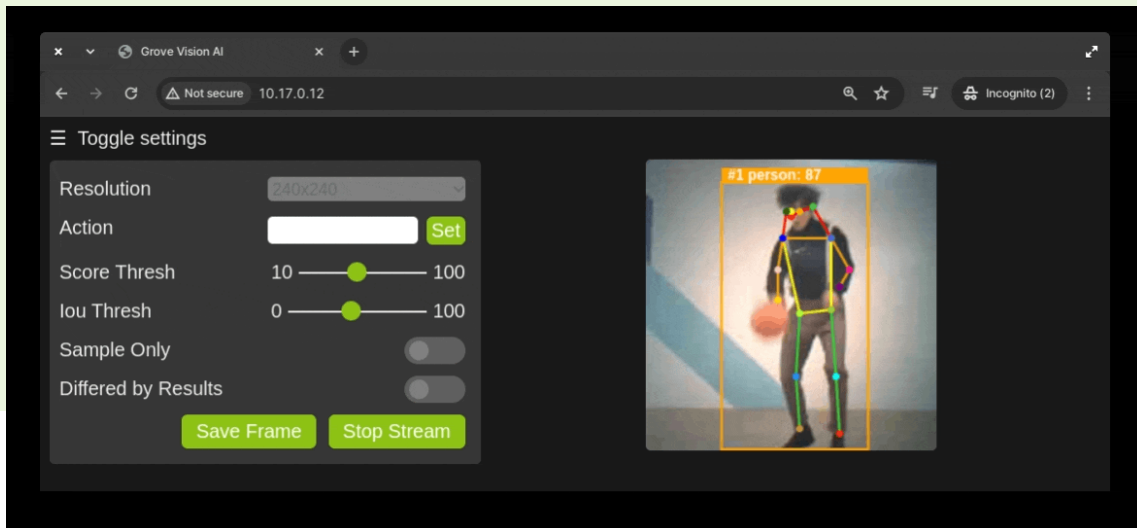 Grove Vision AI
Not secure 10.17.0.12 Incognito (2)
Toggle settings
Resolution 240x240
Action Set
Score Thresh 10 100
Iou Thresh 0 100
Sample Only
Differed by Results
Save Frame Stop Stream
#1 person: 87